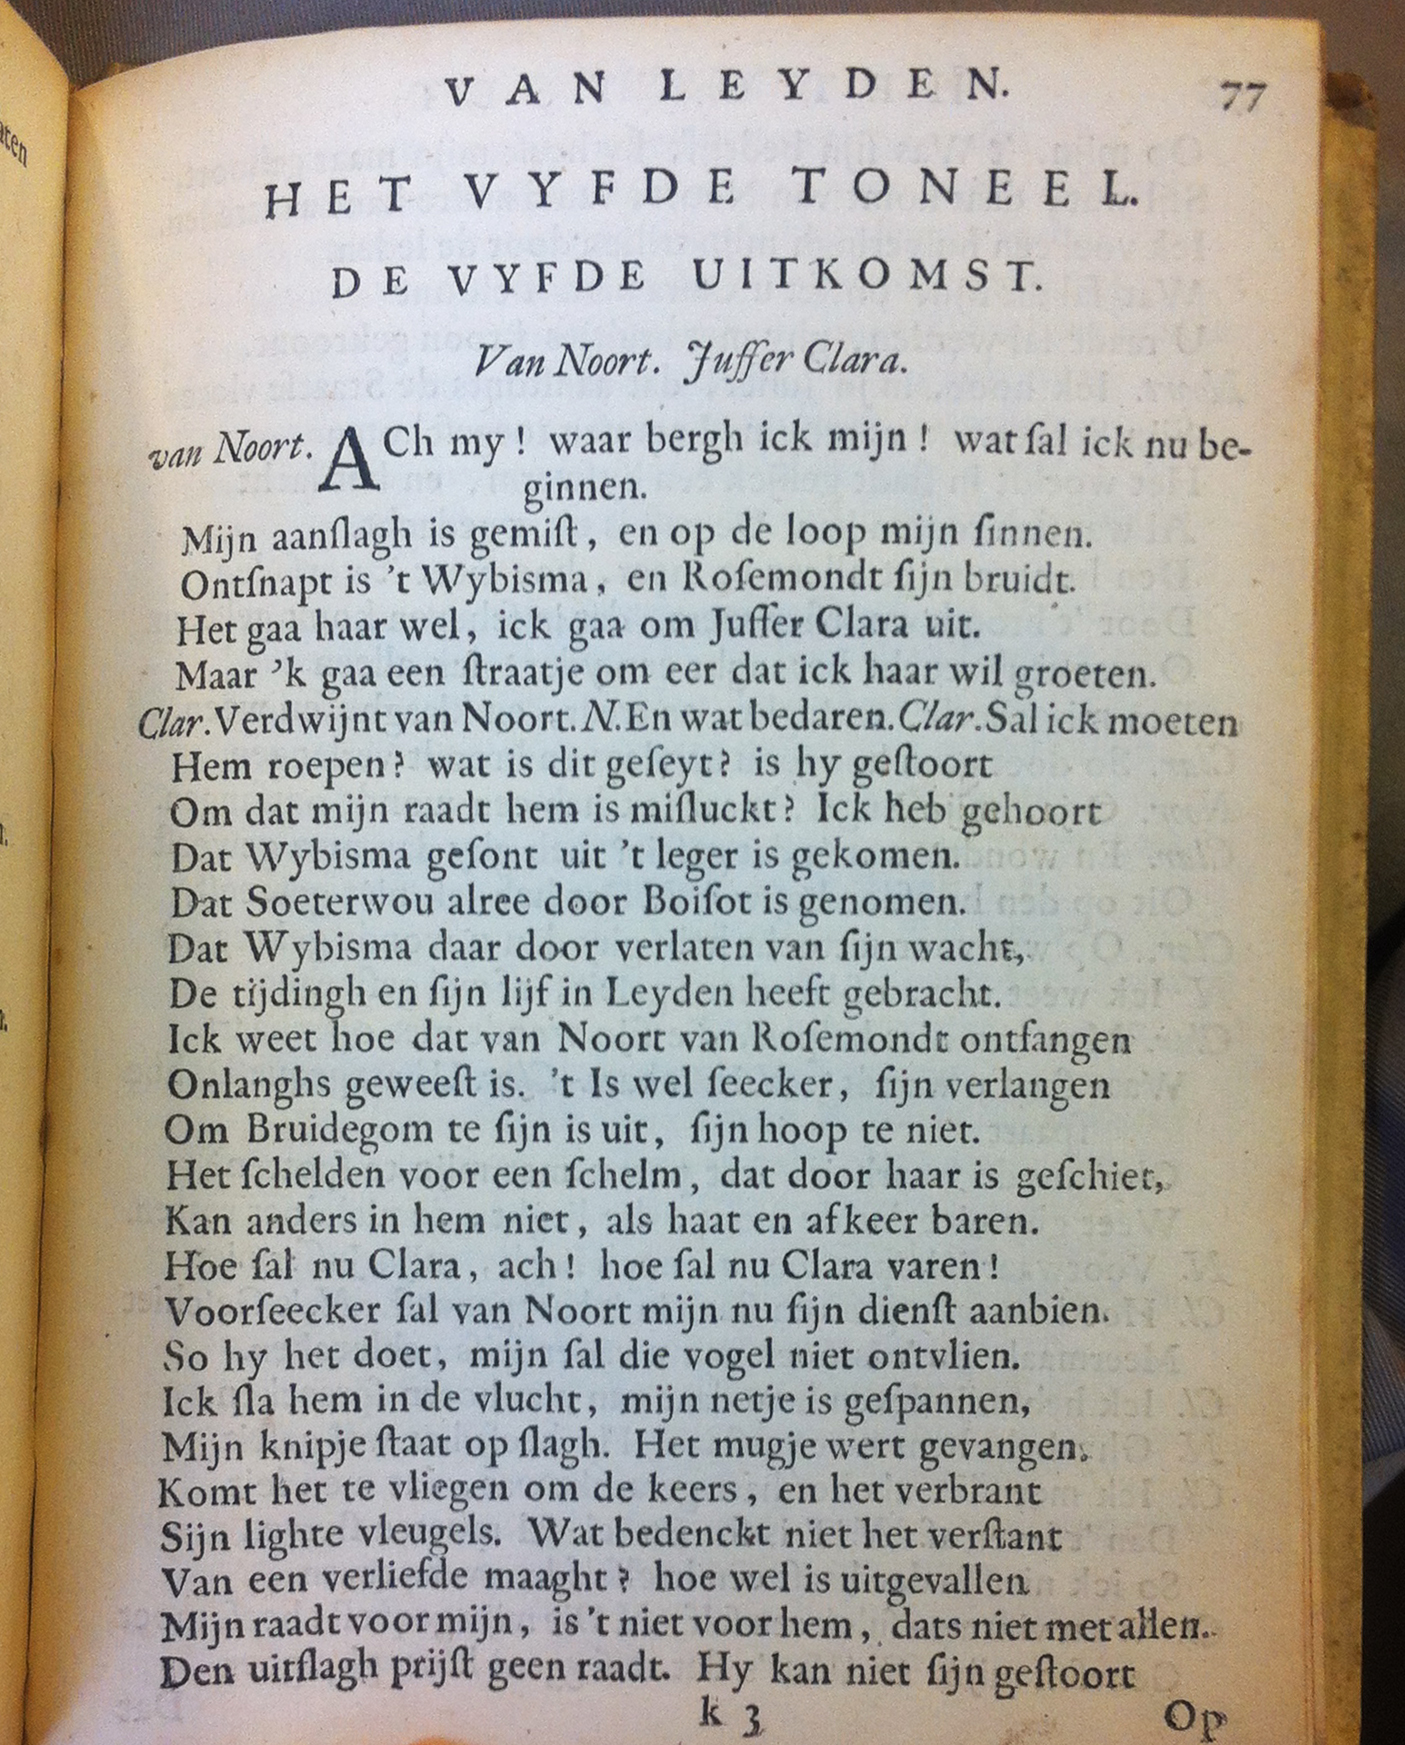 aten
VAN LEYDEN. 77
HET VYFDE TONEEL.
DE VYFDE UITKOMST.
Van Noort. Juffer Clara.
van Noort. ACh my ! waar bergh ick mijn ! wat ſal ick nu be-
ginnen.
Mijn aanſlagh is gemiſt, en op de loop mijn ſinnen.
Ontſnapt is 't Wybisma, en Roſemondt ſijn bruidt.
Het gaa haar wel, ick gaa om Juffer Clara uit.
Maar 'k gaa een ſtraatje om eer dat ick haar wil groeten.
Clar. Verdwijnt van Noort. N. En wat bedaren. Clar. Sal ick moeten
Hem roepen? wat is dit geſeyt? is hy geſtoort
Om dat mijn raadt hem is miſluckt? Ick heb gehoort
Dat Wybisma geſont uit 't leger is gekomen.
Dat Soeterwou alree door Boiſot is genomen.
Dat Wybisma daar door verlaten van ſijn wacht,
De tijdingh en ſijn lijf in Leyden heeft gebracht.
Ick weet hoe dat van Noort van Roſemondt ontfangen
Onlanghs geweeſt is. 't Is wel ſeecker, ſijn verlangen
Om Bruidegom te ſijn is uit, ſijn hoop te niet.
Het ſchelden voor een ſchelm, dat door haar is geſchiet,
Kan anders in hem niet, als haat en afkeer baren.
Hoe ſal nu Clara, ach! hoe ſal nu Clara varen!
Voorſeecker ſal van Noort mijn nu ſijn dienſt aanbien.
So hy het doet, mijn ſal die vogel niet ontvlien.
Ick ſla hem in de vlucht, mijn netje is geſpannen,
Mijn knipje ſtaat op ſlagh. Het mugje wert gevangen.
Komt het te vliegen om de keers, en het verbrant
Sijn lighte vleugels. Wat bedenckt niet het verſtant
Van een verliefde maaght? hoe wel is uitgevallen
Mijn raadt voor mijn, is 't niet voor hem, dats niet met allen.
Den uitſlagh prijſt geen raadt. Hy kan niet ſijn geſtoort
k 3 Op